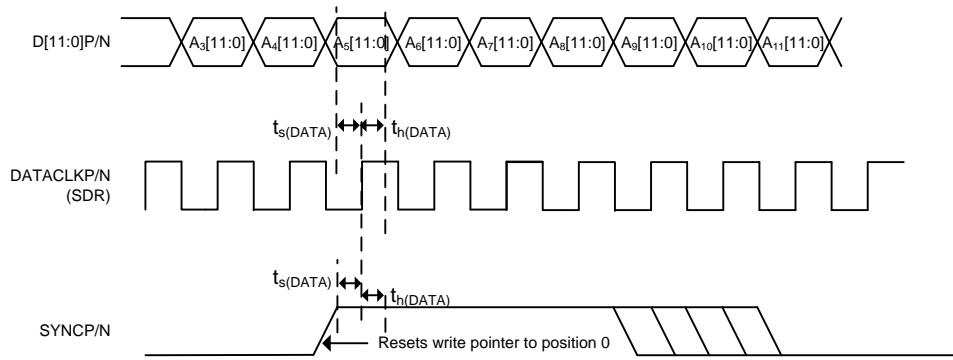 D[11:0]P/N
A₃[11:0] A₄[11:0] A₅[11:0] A₆[11:0] A₇[11:0] A₈[11:0] A₉[11:0] A₁₀[11:0] A₁₁[11:0]
tₛ(DATA) tₕ(DATA)
DATACLKP/N
(SDR)
tₛ(DATA)
tₕ(DATA)
SYNCP/N
Resets write pointer to position 0